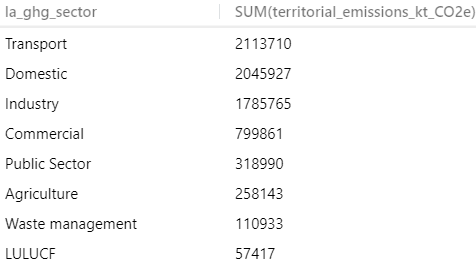 la_ghg_sector SUM(territorial_emissions_kt_CO2e)
Transport 2113710
Domestic 2045927
Industry 1785765
Commercial 799861
Public Sector 318990
Agriculture 258143
Waste management 110933
LULUCF 57417